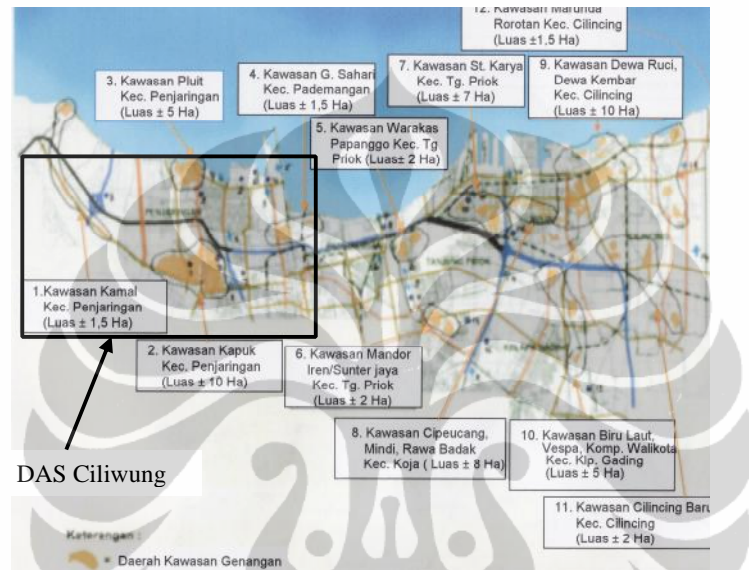 12. Kawasan Marunda
Rorotan Kec. Cilincing
(Luas ±1,5 Ha)
3. Kawasan Pluit
Kec. Penjaringan
(Luas ± 5 Ha)
4. Kawasan G. Sahari
Kec. Pademangan
(Luas ± 1,5 Ha)
7. Kawasan St. Karya
Kec. Tg. Priok
(Luas ± 7 Ha)
9. Kawasan Dewa Ruci,
Dewa Kembar
Kec. Cilincing
(Luas ± 10 Ha)
5. Kawasan Warakas
Papanggo Kec. Tg
Priok (Luas± 2 Ha)
PENJARINGAN
TANJUNG PRIOK
1.Kawasan Kamal
Kec. Penjaringan
(Luas ± 1,5 Ha)
2. Kawasan Kapuk
Kec. Penjaringan
(Luas ± 10 Ha)
6. Kawasan Mandor
Iren/Sunter jaya
Kec. Tg. Priok
(Luas ± 2 Ha)
8. Kawasan Cipeucang,
Mindi, Rawa Badak
Kec. Koja ( Luas ± 8 Ha)
10. Kawasan Biru Laut,
Vespa, Komp. Walikota
Kec. Klp. Gading
(Luas ± 5 Ha)
11. Kawasan Cilincing Baru
Kec. Cilincing
(Luas ± 2 Ha)
DAS Ciliwung
Keterangan :
= Daerah Kawasan Genangan